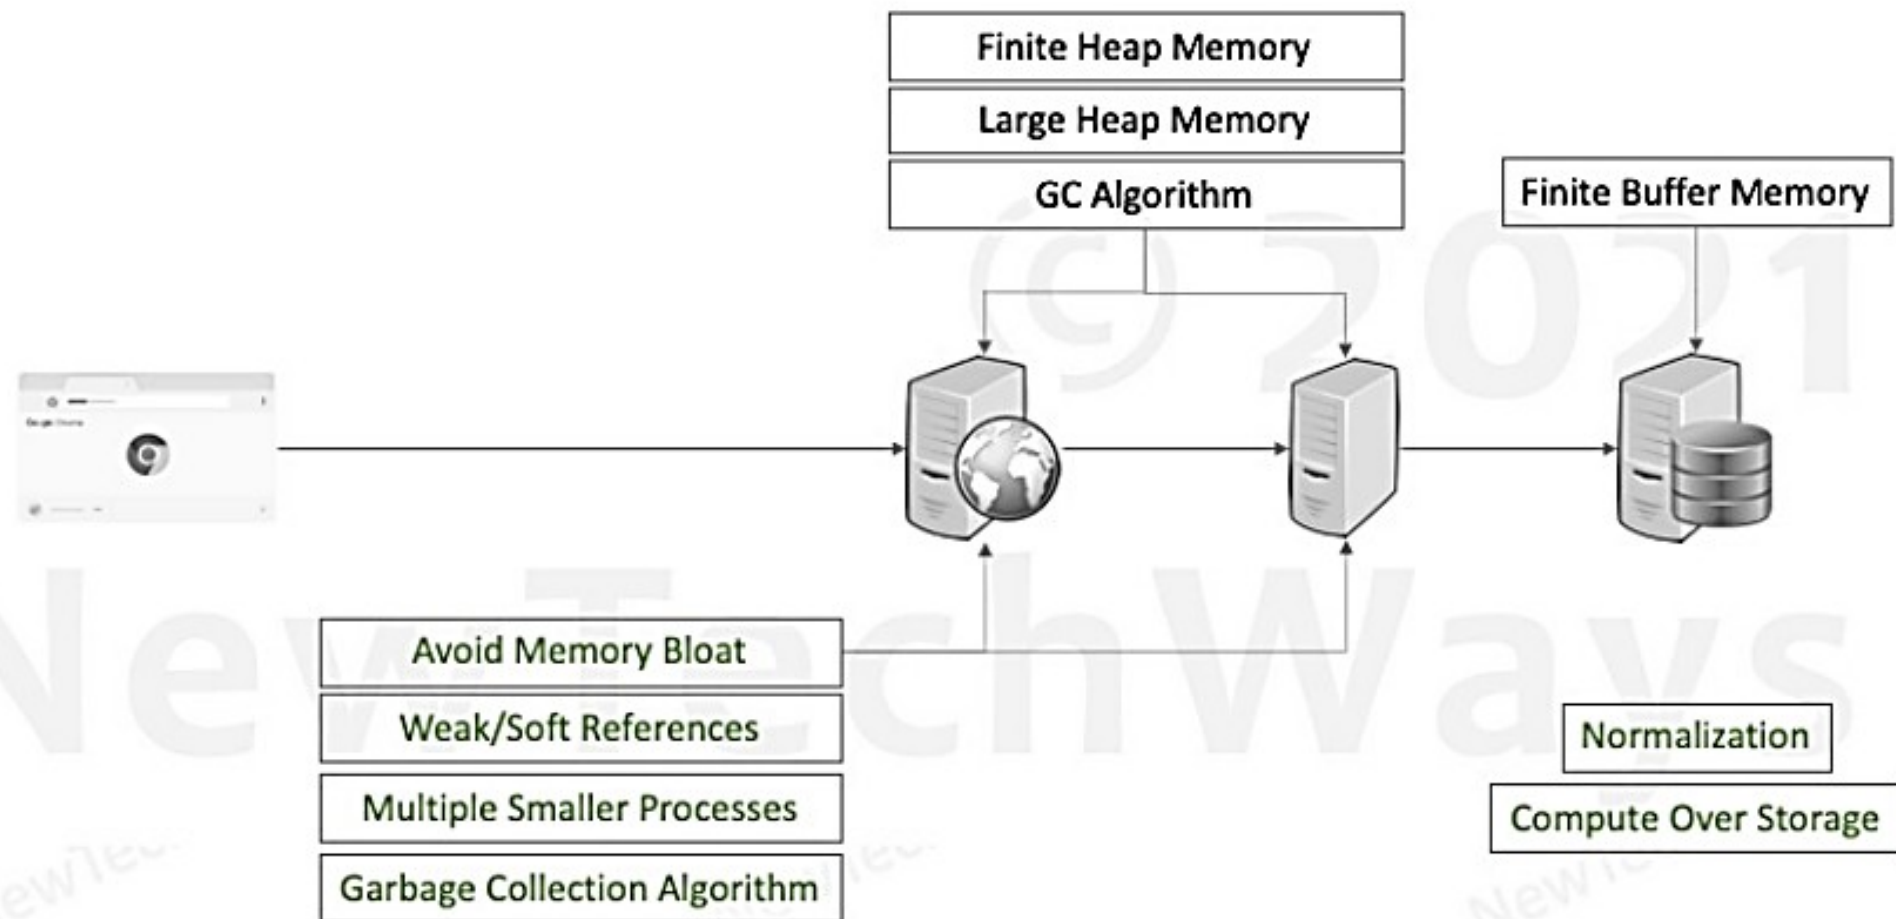 Finite Heap Memory
Large Heap Memory
GC Algorithm
Finite Buffer Memory
© 2021
Avoid Memory Bloat
Weak/Soft References
Multiple Smaller Processes
Garbage Collection Algorithm
Normalization
Compute Over Storage
NewTechWays